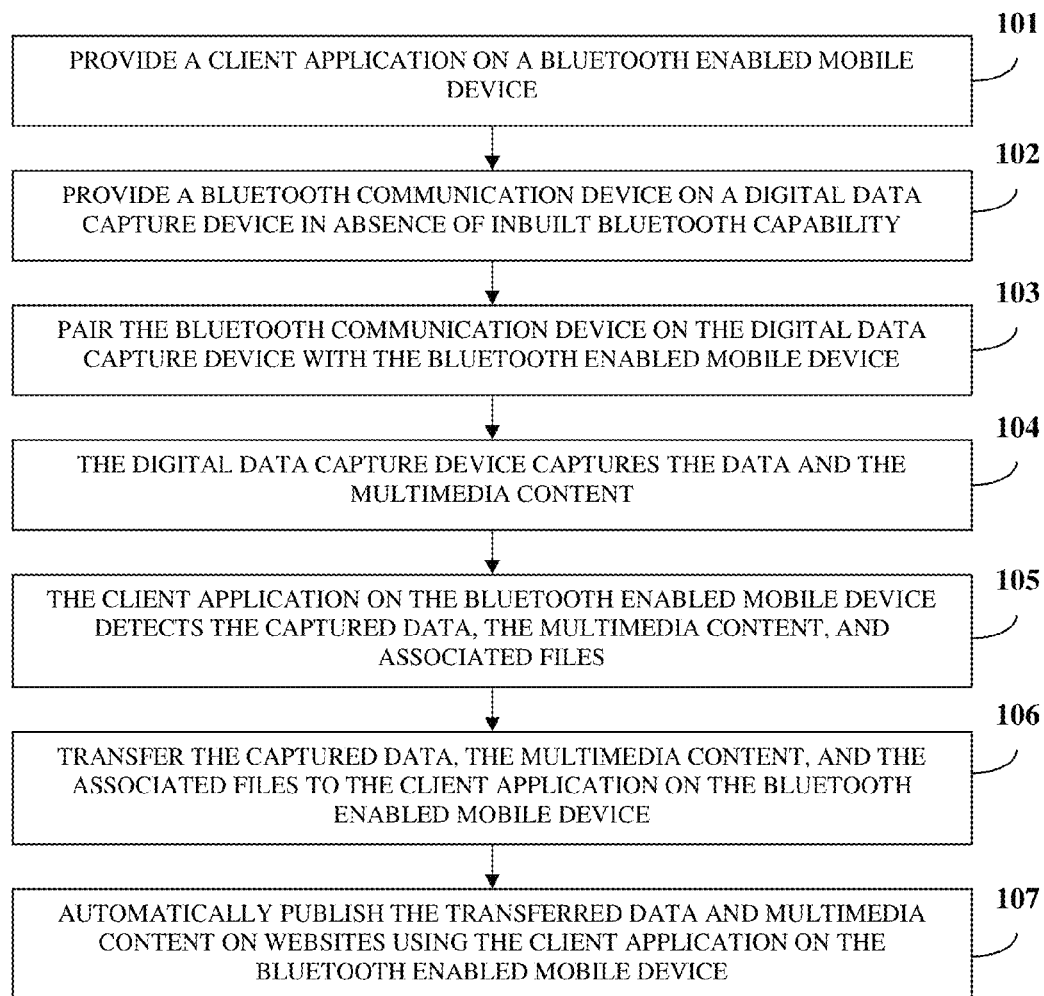 101
PROVIDE A CLIENT APPLICATION ON A BLUETOOTH ENABLED MOBILE
DEVICE
102
PROVIDE A BLUETOOTH COMMUNICATION DEVICE ON A DIGITAL DATA
CAPTURE DEVICE IN ABSENCE OF INBUILT BLUETOOTH CAPABILITY
103
PAIR THE BLUETOOTH COMMUNICATION DEVICE ON THE DIGITAL DATA
CAPTURE DEVICE WITH THE BLUETOOTH ENABLED MOBILE DEVICE
104
THE DIGITAL DATA CAPTURE DEVICE CAPTURES THE DATA AND THE
MULTIMEDIA CONTENT
105
THE CLIENT APPLICATION ON THE BLUETOOTH ENABLED MOBILE DEVICE
DETECTS THE CAPTURED DATA, THE MULTIMEDIA CONTENT, AND
ASSOCIATED FILES
106
TRANSFER THE CAPTURED DATA, THE MULTIMEDIA CONTENT, AND THE
ASSOCIATED FILES TO THE CLIENT APPLICATION ON THE BLUETOOTH
ENABLED MOBILE DEVICE
107
AUTOMATICALLY PUBLISH THE TRANSFERRED DATA AND MULTIMEDIA
CONTENT ON WEBSITES USING THE CLIENT APPLICATION ON THE
BLUETOOTH ENABLED MOBILE DEVICE